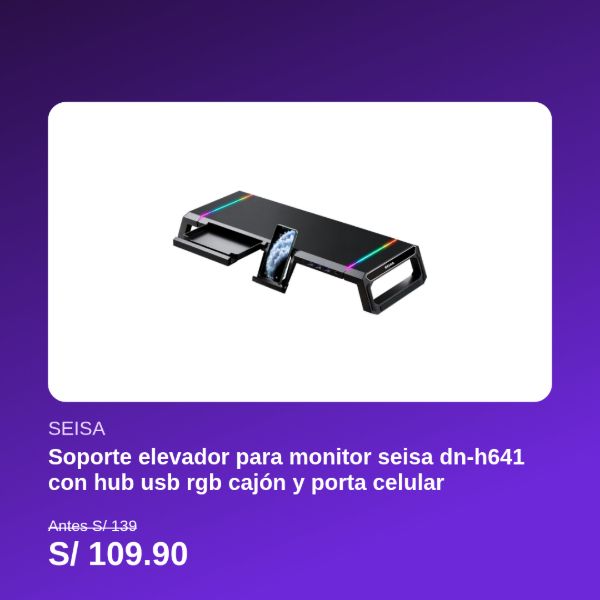 SEISA
Soporte elevador para monitor seisa dn-h641
con hub usb rgb cajón y porta celular
Antes S/ 139
S/ 109.90